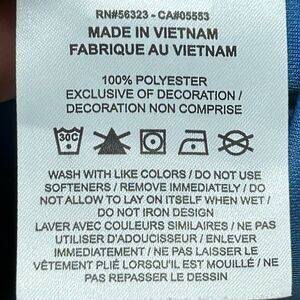 RN#56323 - CA#05553
MADE IN VIETNAM
FABRIQUE AU VIETNAM
100% POLYESTER
EXCLUSIVE OF DECORATION /
DECORATION NON COMPRISE
30C
WASH WITH LIKE COLORS / DO NOT USE
SOFTENERS / REMOVE IMMEDIATELY / DO
NOT ALLOW TO LAY ON ITSELF WHEN WET /
DO NOT IRON DESIGN
LAVER AVEC COULEURS SIMILAIRES / NE PAS
UTILISER D'ADOUCISSEUR / ENLEVER
IMMÉDIATEMENT / NE PAS LAISSER LE
VÊTEMENT PLIÉ LORSQU'IL EST MOUILLÉ / NE
PAS REPASSER LE DESSIN